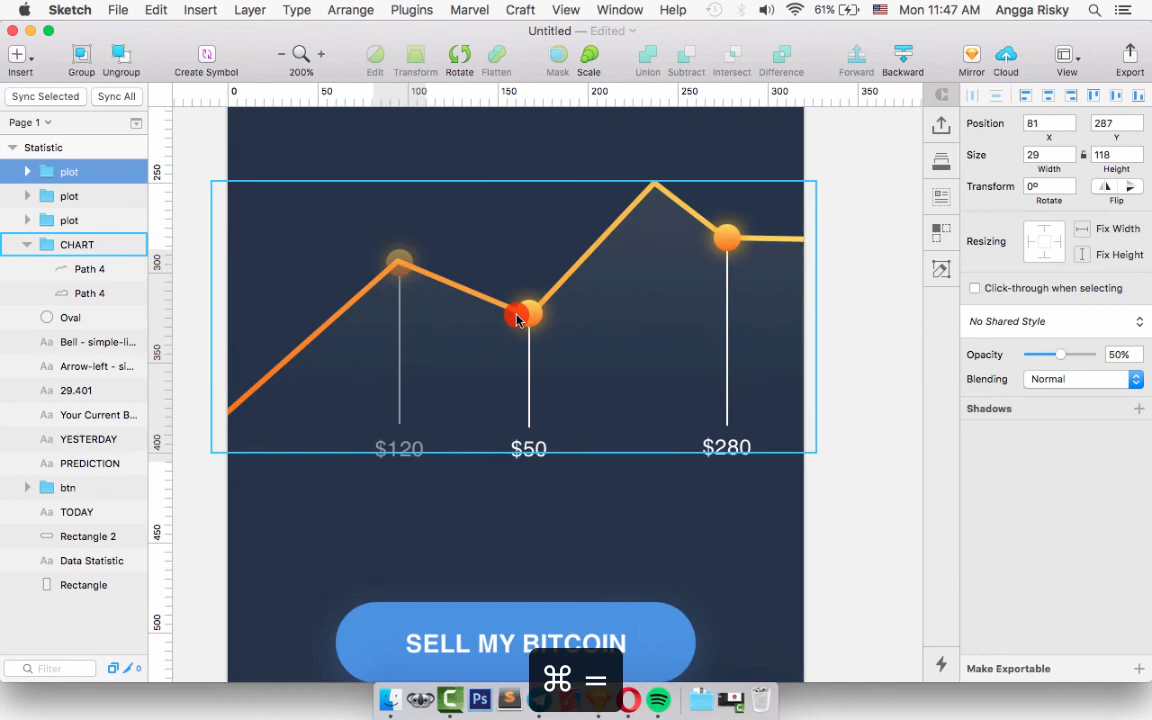 Sketch File Edit Insert Layer Type Arrange Plugins Marvel Craft View Window Help 61% Mon 11:47 AM Angga Risky
Untitled — Edited
Insert Group Ungroup Create Symbol − + 200% Edit Transform Rotate Flatten Mask Scale Union Subtract Intersect Difference Forward Backward Mirror Cloud View Export
Sync Selected Sync All
0 50 100 150 200 250 300 350
Page 1
Statistic
plot
plot
plot
CHART
Path 4
Path 4
Oval
Bell - simple-li...
Arrow-left - si...
29.401
Your Current B...
YESTERDAY
PREDICTION
btn
TODAY
Rectangle 2
Data Statistic
Rectangle
Filter 0
250
300
350
400
450
500
$120 $50 $280
SELL MY BITCOIN
⌘ =
Position 81 287
X Y
Size 29 118
Width Height
Transform 0º
Rotate Flip
Resizing Fix Width
Fix Height
Click-through when selecting
No Shared Style
Opacity 50%
Blending Normal
Shadows +
Make Exportable +
Ps
S
C